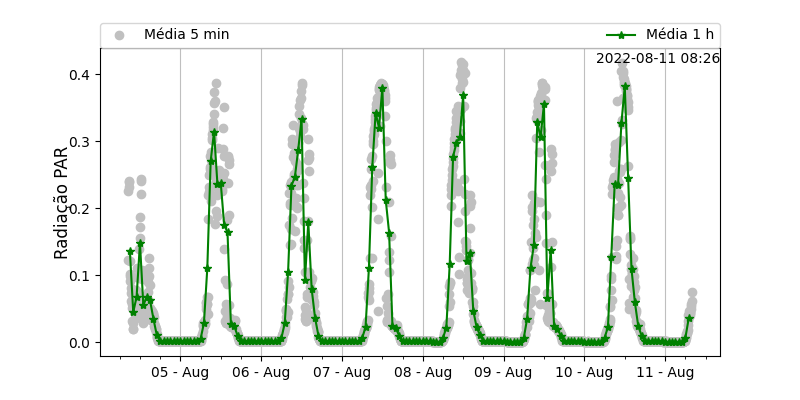 Média 5 min
Média 1 h
2022-08-11 08:26
Radiação PAR
0.4
0.3
0.2
0.1
0.0
05 - Aug
06 - Aug
07 - Aug
08 - Aug
09 - Aug
10 - Aug
11 - Aug